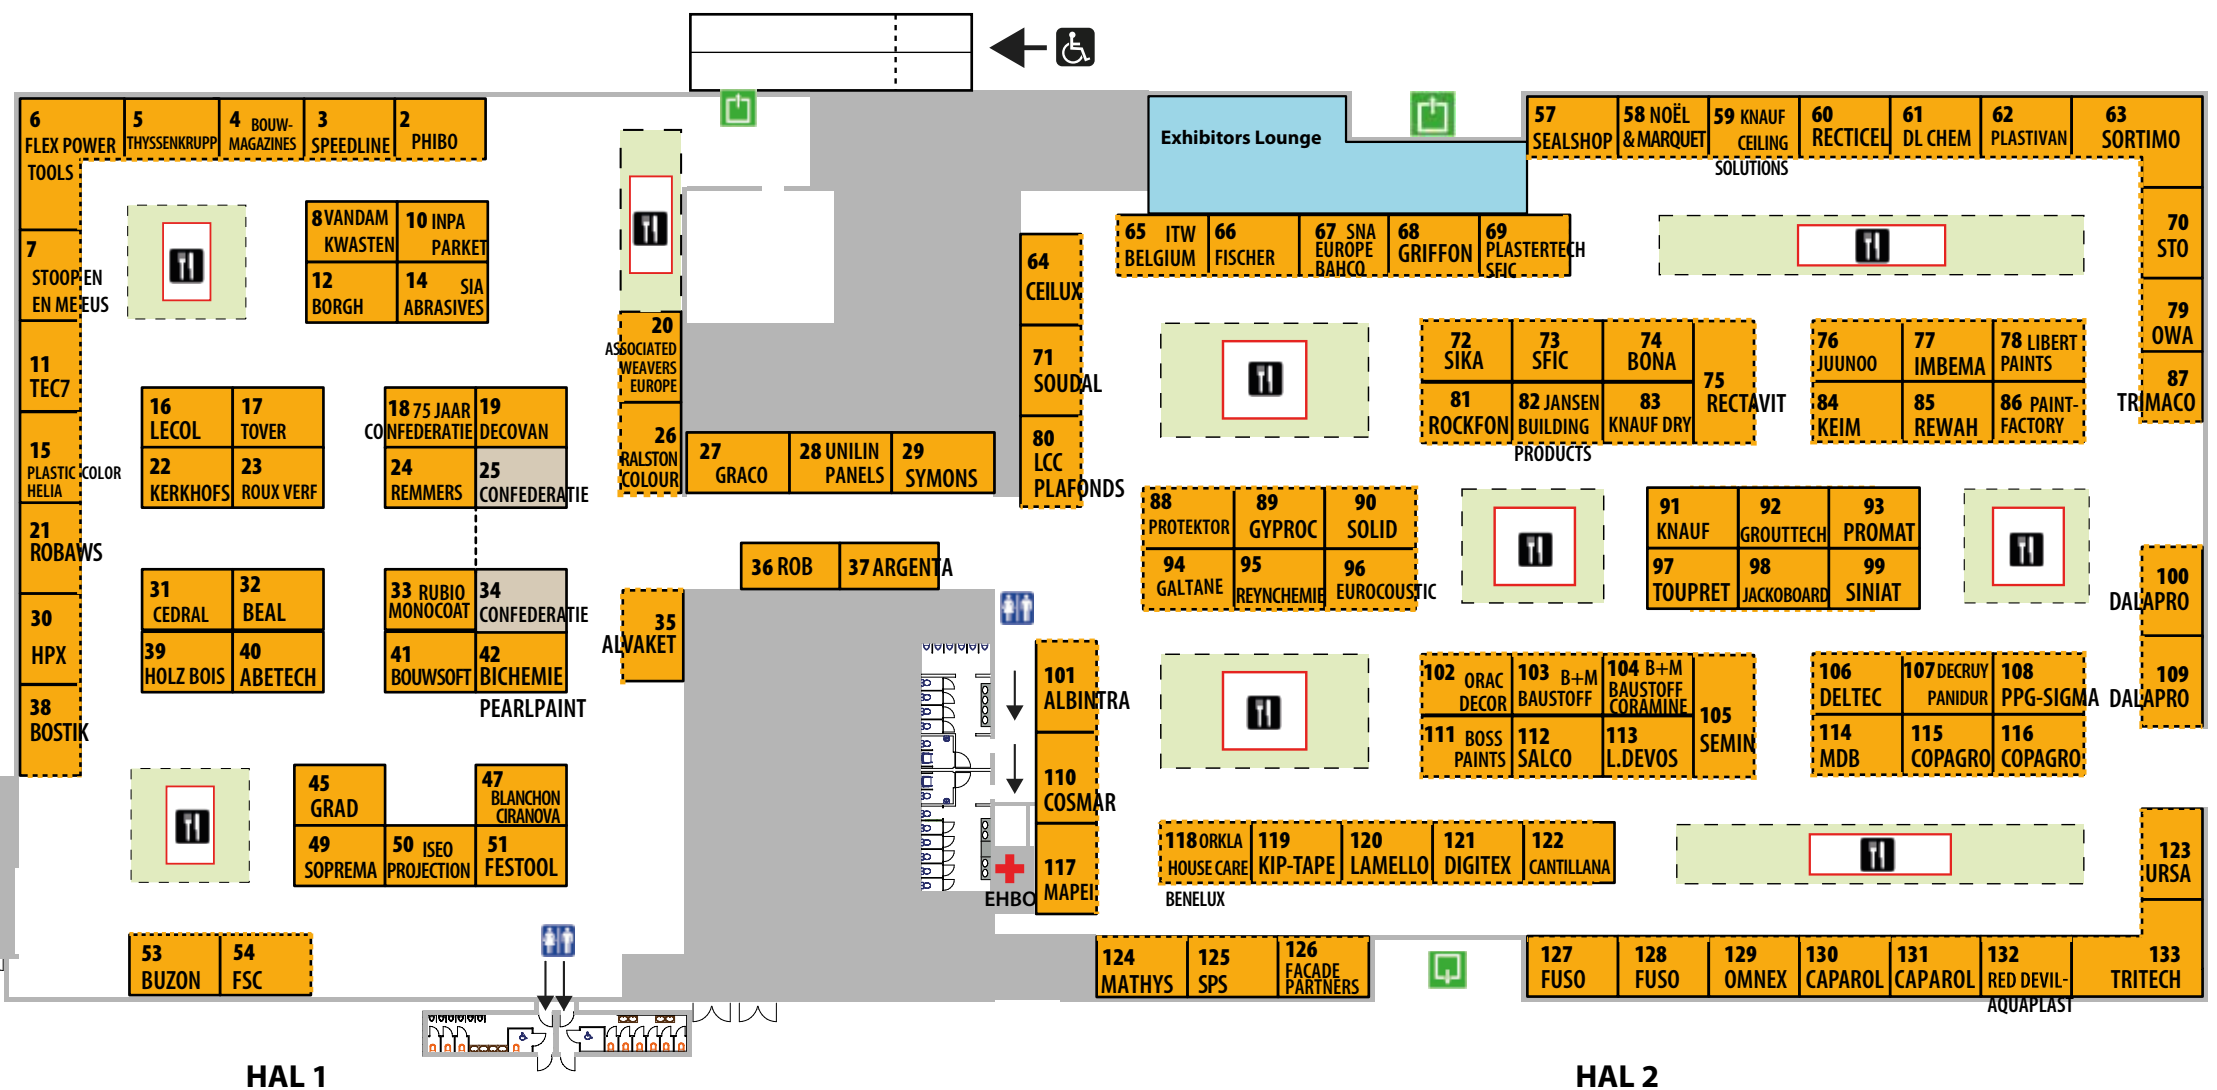 Exhibitors Lounge
6
FLEX POWER
TOOLS
5
THYSSENKRUPP
4 BOUW-
MAGAZINES
3
SPEEDLINE
2
PHIBO
7
STOOP EN
EN MEEUS
8 VANDAM
KWASTEN
10 INPA
PARKET
12
BORGH
14 SIA
ABRASIVES
11
TEC7
15
PLASTIC COLOR
HELIA
16
LECOL
17
TOVER
18 75 JAAR
CONFEDERATIE
19
DECOVAN
20
ASSOCIATED
WEAVERS
EUROPE
22
KERKHOFS
23
ROUX VERF
24
REMMERS
25
CONFEDERATIE
26
RALSTON
COLOUR
27
GRACO
28 UNILIN
PANELS
29
SYMONS
21
ROBAWS
30
HPX
31
CEDRAL
32
BEAL
33 RUBIO
MONOCOAT
34
CONFEDERATIE
35
ALVAKET
36 ROB
37 ARGENTA
38
BOSTIK
39
HOLZ BOIS
40
ABETECH
41
BOUWSOFT
42
BICHEMIE
PEARLPAINT
45
GRAD
47
BLANCHON
CIRANOVA
49
SOPREMA
50 ISEO
PROJECTION
51
FESTOOL
53
BUZON
54
FSC
HAL 1
57
SEALSHOP
58 NOËL
& MARQUET
59 KNAUF
CEILING
SOLUTIONS
60
RECTICEL
61
DL CHEM
62
PLASTIVAN
63
SORTIMO
64
CEILUX
65 ITW
BELGIUM
66
FISCHER
67 SNA
EUROPE
BAHCO
68
GRIFFON
69
PLASTERTECH
SFIC
70
STO
71
SOUDAL
72
SIKA
73
SFIC
74
BONA
75
RECTAVIT
76
JUUNOO
77
IMBEMA
78 LIBERT
PAINTS
79
OWA
80
LCC
PLAFONDS
81
ROCKFON
82 JANSEN
BUILDING
PRODUCTS
83
KNAUF DRY
84
KEIM
85
REWAH
86 PAINT-
FACTORY
87
TRIMACO
88
PROTEKTOR
89
GYPROC
90
SOLID
91
KNAUF
92
GROUTTECH
93
PROMAT
94
GALTANE
95
REYNCHEMIE
96
EUROCOUSTIC
97
TOUPRET
98
JACKOBOARD
99
SINIAT
100
DALAPRO
101
ALBINTRA
102 ORAC
DECOR
103 B+M
BAUSTOFF
104 B+M
BAUSTOFF
CORAMINE
105
SEMIN
106
DELTEC
107 DECRUY
PANIDUR
108
PPG-SIGMA
109
DALAPRO
110
COSMAR
111 BOSS
PAINTS
112
SALCO
113
L.DEVOS
114
MDB
115
COPAGRO
116
COPAGRO
117
MAPEI
EHBO
118 ORKLA
HOUSE CARE
BENELUX
119
KIP-TAPE
120
LAMELLO
121
DIGITEX
122
CANTILLANA
123
URSA
124
MATHYS
125
SPS
126
FACADE
PARTNERS
127
FUSO
128
FUSO
129
OMNEX
130
CAPAROL
131
CAPAROL
132
RED DEVIL-
AQUAPLAST
133
TRITECH
HAL 2